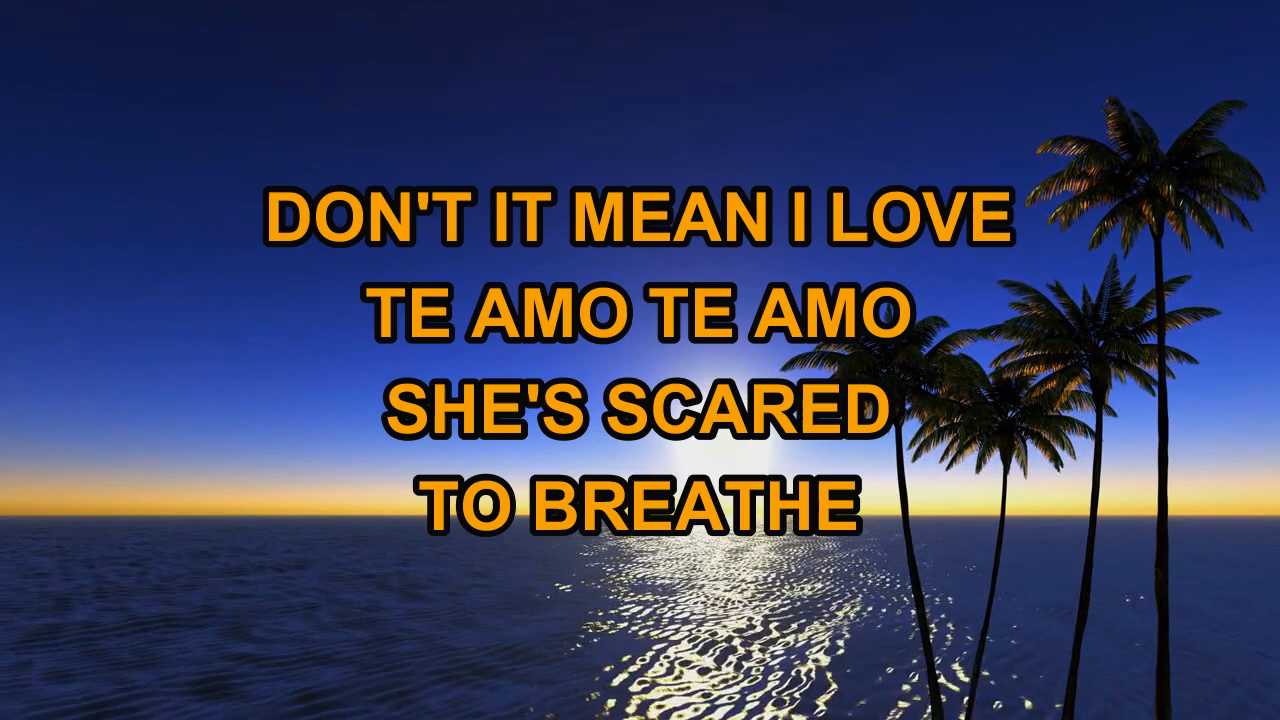 DON'T IT MEAN I LOVE
TE AMO TE AMO
SHE'S SCARED
TO BREATHE